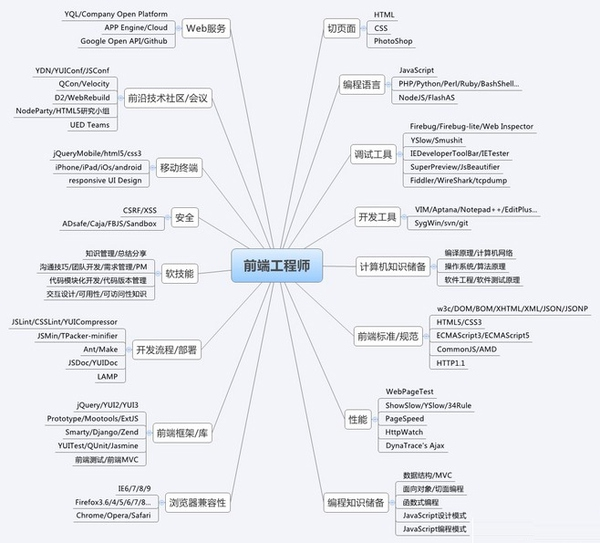 YQL/Company Open Platform
APP Engine/Cloud
Google Open API/Github
Web服务
YDN/YUIConf/JSConf
QCon/Velocity
D2/WebRebuild
NodeParty/HTML5研究小组
UED Teams
前沿技术社区/会议
jQueryMobile/html5/css3
iPhone/iPad/iOs/android
responsive UI Design
移动终端
CSRF/XSS
ADsafe/Caja/FBJS/Sandbox
安全
知识管理/总结分享
沟通技巧/团队开发/需求管理/PM
代码模块化开发/代码版本管理
交互设计/可用性/可访问性知识
软技能
JSLint/CSSLint/YUICompressor
JSMin/TPacker-minifier
Ant/Make
JSDoc/YUIDoc
LAMP
开发流程/部署
jQuery/YUI2/YUI3
Prototype/Mootools/ExtJS
Smarty/Django/Zend
YUITest/QUnit/Jasmine
前端测试/前端MVC
前端框架/库
IE6/7/8/9
Firefox3.6/4/5/6/7/8...
Chrome/Opera/Safari
浏览器兼容性
前端工程师
切页面
HTML
CSS
PhotoShop
编程语言
JavaScript
PHP/Python/Perl/Ruby/BashShell...
NodeJS/FlashAS
调试工具
Firebug/Firebug-lite/Web Inspector
YSlow/Smushit
IEDeveloperToolBar/IETester
SuperPreview/JsBeautifier
Fiddler/WireShark/tcpdump
开发工具
VIM/Aptana/Notepad++/EditPlus...
SygWin/svn/git
计算机知识储备
编译原理/计算机网络
操作系统/算法原理
软件工程/软件测试原理
前端标准/规范
w3c/DOM/BOM/XHTML/XML/JSON/JSONP
HTML5/CSS3
ECMAScript3/ECMAScript5
CommonJS/AMD
HTTP1.1
性能
WebPageTest
ShowSlow/YSlow/34Rule
PageSpeed
HttpWatch
DynaTrace's Ajax
编程知识储备
数据结构/MVC
面向对象/切面编程
函数式编程
JavaScript设计模式
JavaScript编程模式